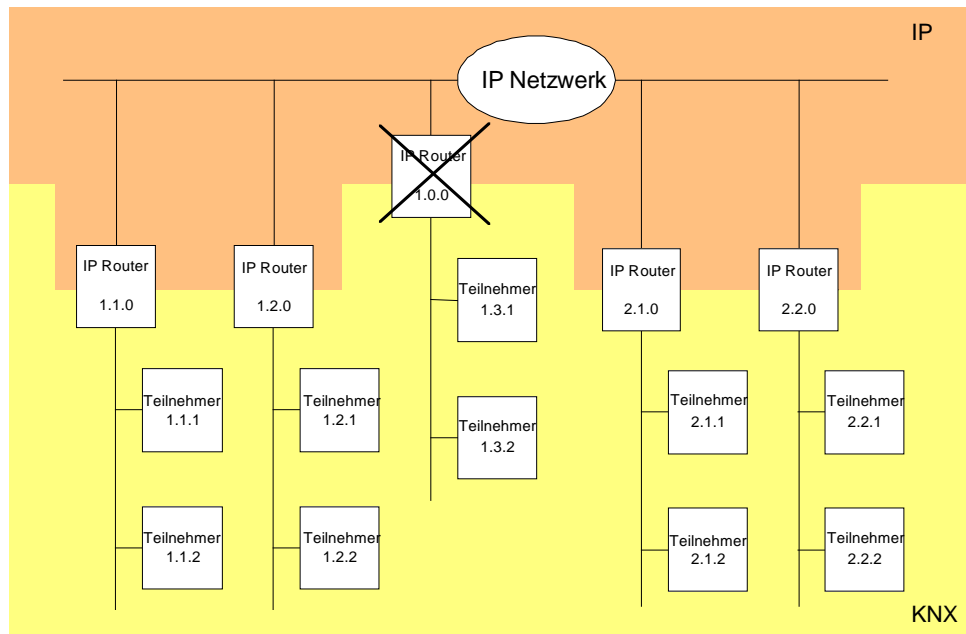 IP
IP Netzwerk
IP Router
1.0.0
IP Router
1.1.0
IP Router
1.2.0
IP Router
2.1.0
IP Router
2.2.0
Teilnehmer
1.3.1
Teilnehmer
1.1.1
Teilnehmer
1.2.1
Teilnehmer
2.1.1
Teilnehmer
2.2.1
Teilnehmer
1.3.2
Teilnehmer
1.1.2
Teilnehmer
1.2.2
Teilnehmer
2.1.2
Teilnehmer
2.2.2
KNX